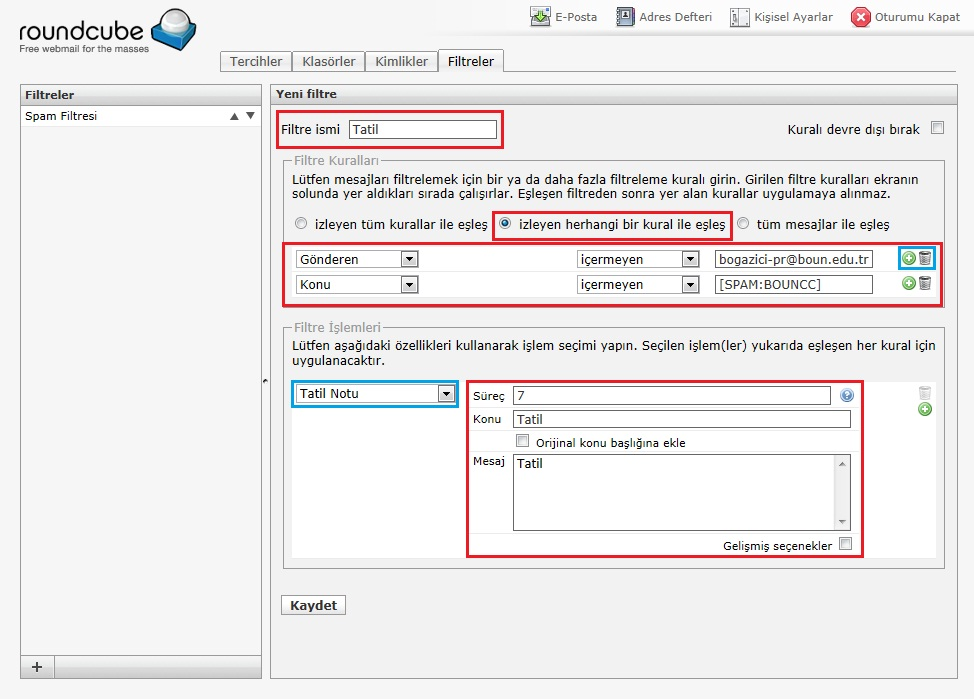 roundcube
Free webmail for the masses
E-Posta Adres Defteri Kişisel Ayarlar Oturumu Kapat
Tercihler Klasörler Kimlikler Filtreler
Filtreler
Spam Filtresi
Yeni filtre
Filtre ismi Tatil Kuralı devre dışı bırak
Filtre Kuralları
Lütfen mesajları filtrelemek için bir ya da daha fazla filtreleme kuralı girin. Girilen filtre kuralları ekranın
solunda yer aldıkları sırada çalışırlar. Eşleşen filtreden sonra yer alan kurallar uygulamaya alınmaz.
izleyen tüm kurallar ile eşleş izleyen herhangi bir kural ile eşleş tüm mesajlar ile eşleş
Gönderen içermeyen bogazici-pr@boun.edu.tr
Konu içermeyen [SPAM:BOUNCC]
Filtre İşlemleri
Lütfen aşağıdaki özellikleri kullanarak işlem seçimi yapın. Seçilen işlem(ler) yukarıda eşleşen her kural için
uygulanacaktır.
Tatil Notu
Süreç 7
Konu Tatil
Orijinal konu başlığına ekle
Mesaj Tatil
Gelişmiş seçenekler
Kaydet